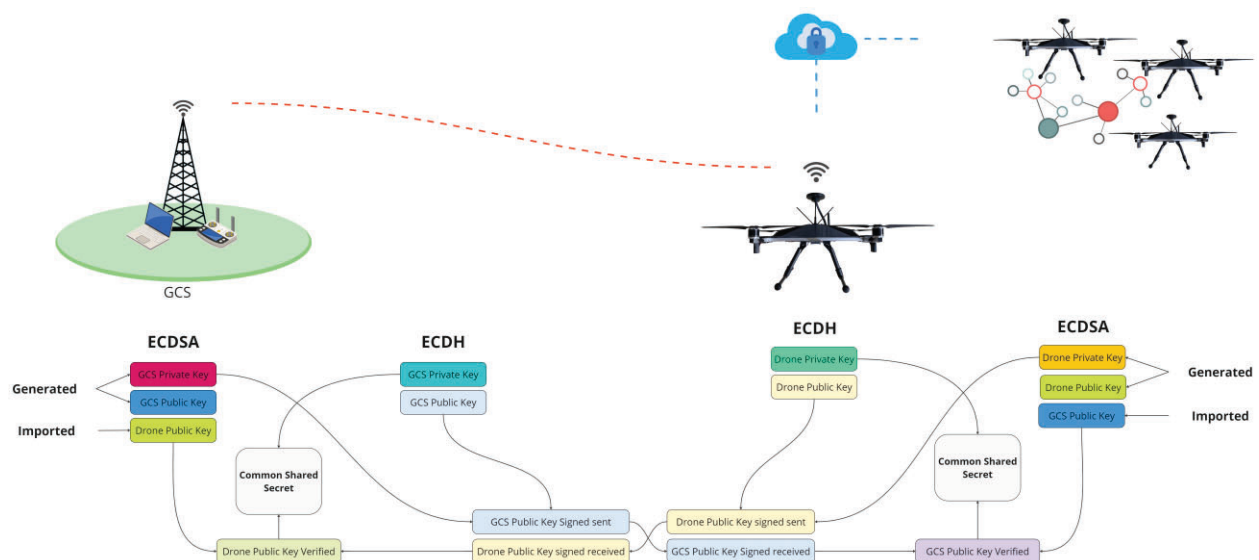 GCS
ECDSA
ECDH
ECDH
ECDSA
Generated
GCS Private Key
GCS Public Key
Imported
Drone Public Key
GCS Private Key
GCS Public Key
Drone Private Key
Drone Public Key
Drone Private Key
Drone Public Key
GCS Public Key
Generated
Imported
Common Shared
Secret
Common Shared
Secret
GCS Public Key Signed sent
Drone Public Key signed sent
Drone Public Key Verified
Drone Public Key signed received
GCS Public Key Signed received
GCS Public Key Verified